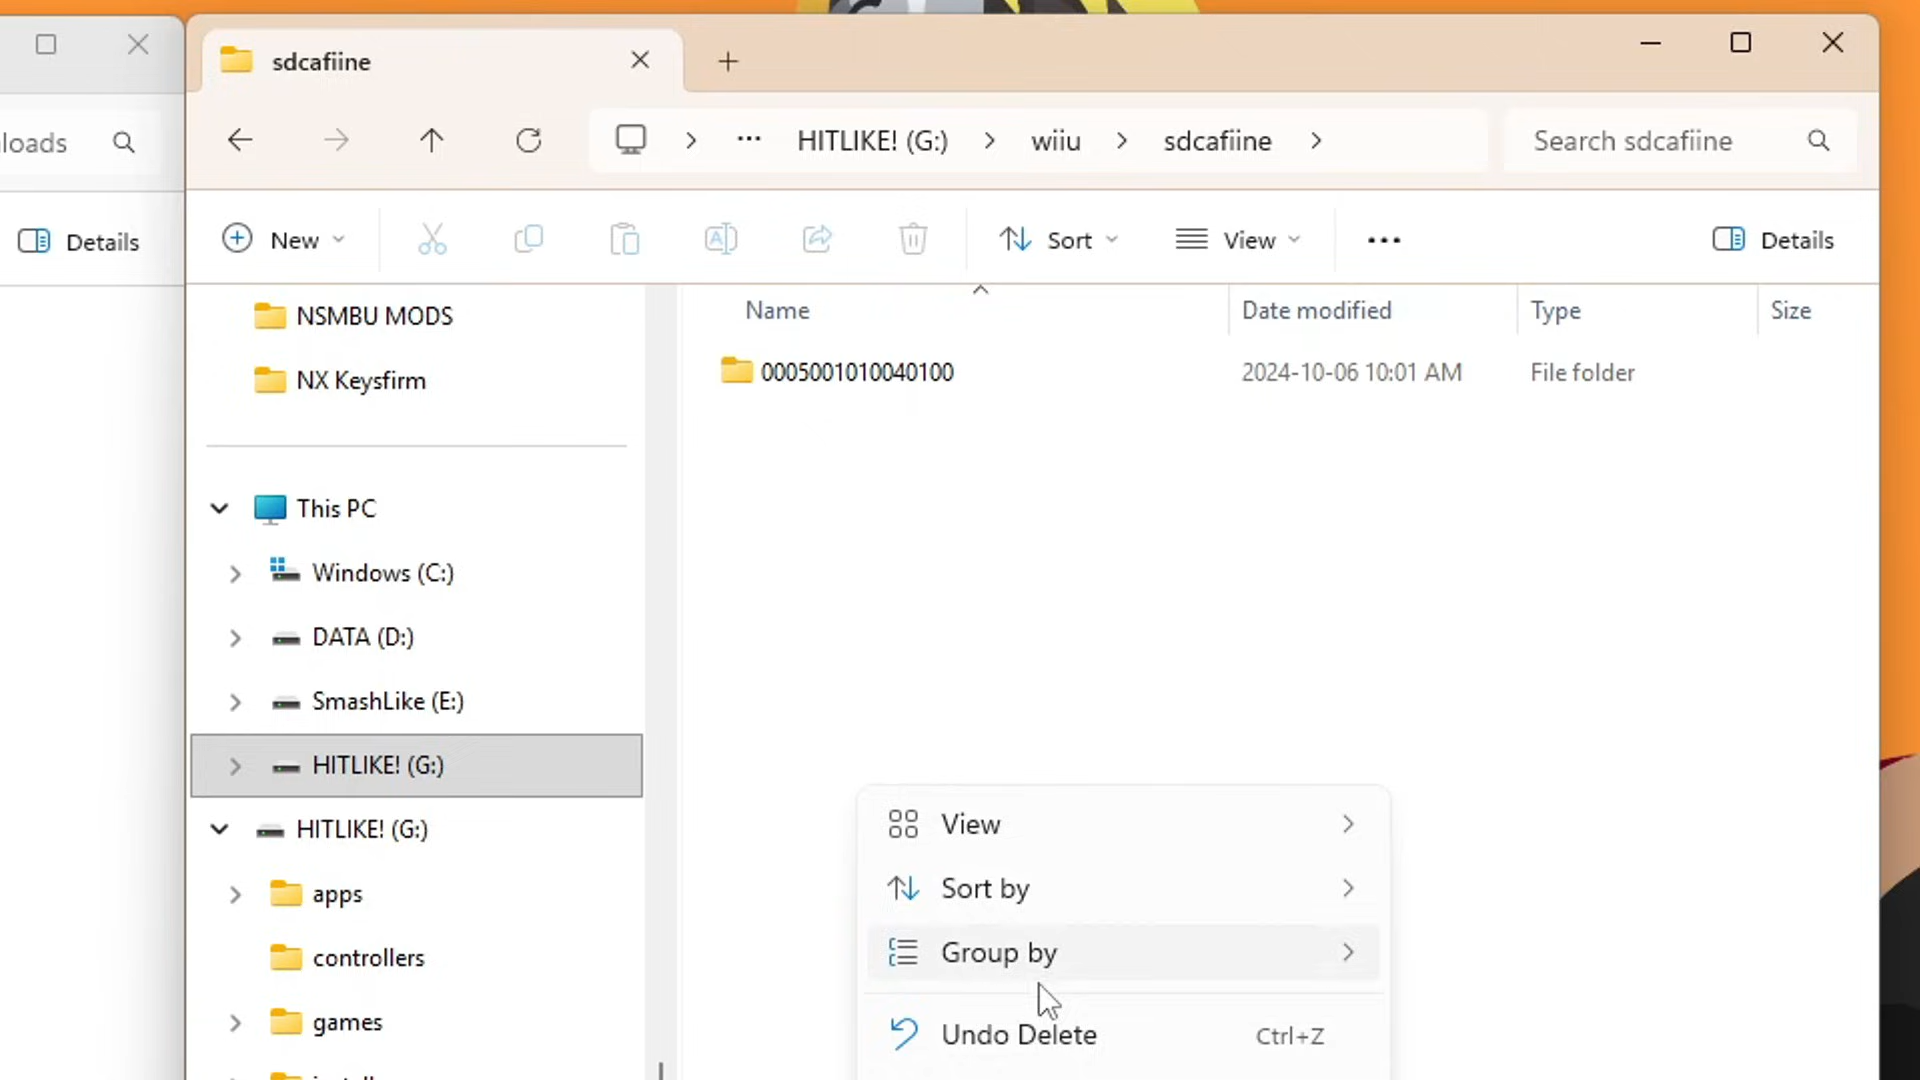 loads
Details
sdcafiine
HITLIKE! (G:) wiiu sdcafiine
Search sdcafiine
New
Sort
View
Details
NSMBU MODS
NX Keysfirm
This PC
Windows (C:)
DATA (D:)
SmashLike (E:)
HITLIKE! (G:)
HITLIKE! (G:)
apps
controllers
games
Name Date modified Type Size
0005001010040100 2024-10-06 10:01 AM File folder
View
Sort by
Group by
Undo Delete Ctrl+Z